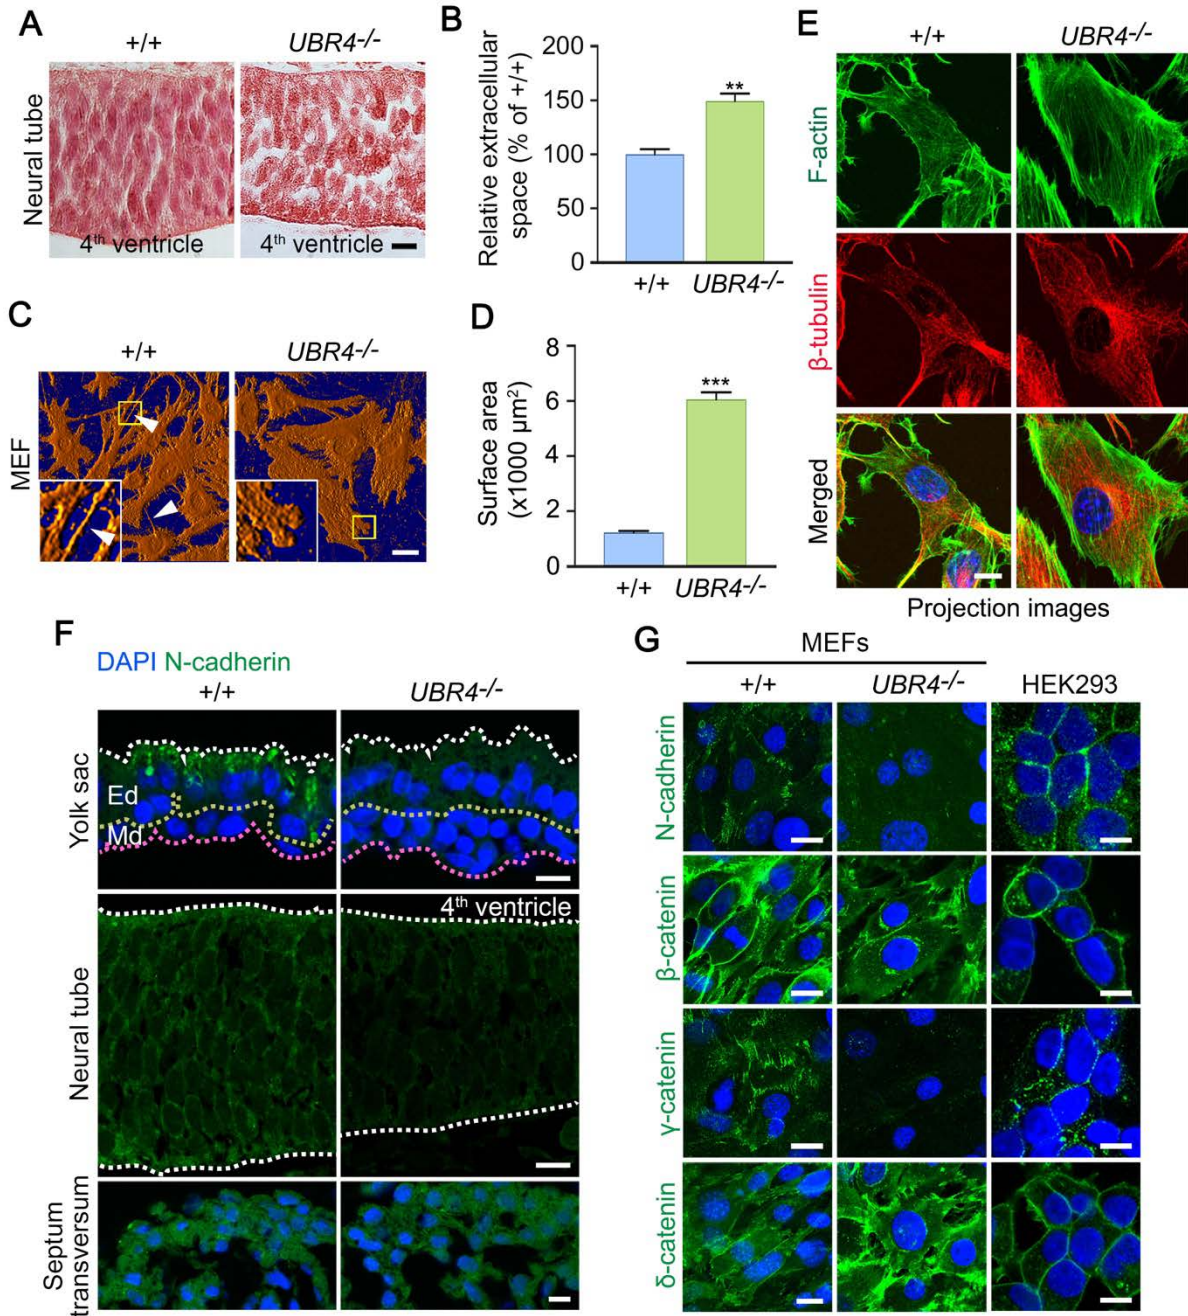 A
+/+
UBR4-/-
Neural tube
4th ventricle
4th ventricle
B
Relative extracellular
space (% of +/+)
200
150
100
50
0
**
+/+
UBR4-/-
C
+/+
UBR4-/-
MEF
D
Surface area
(x1000 μm2)
8
6
4
2
0
***
+/+
UBR4-/-
E
+/+
UBR4-/-
F-actin
β-tubulin
Merged
Projection images
F
DAPI N-cadherin
+/+
UBR4-/-
Yolk sac
Ed
Md
Neural tube
4th ventricle
Septum
transversum
G
MEFs
+/+
UBR4-/-
HEK293
N-cadherin
β-catenin
γ-catenin
δ-catenin